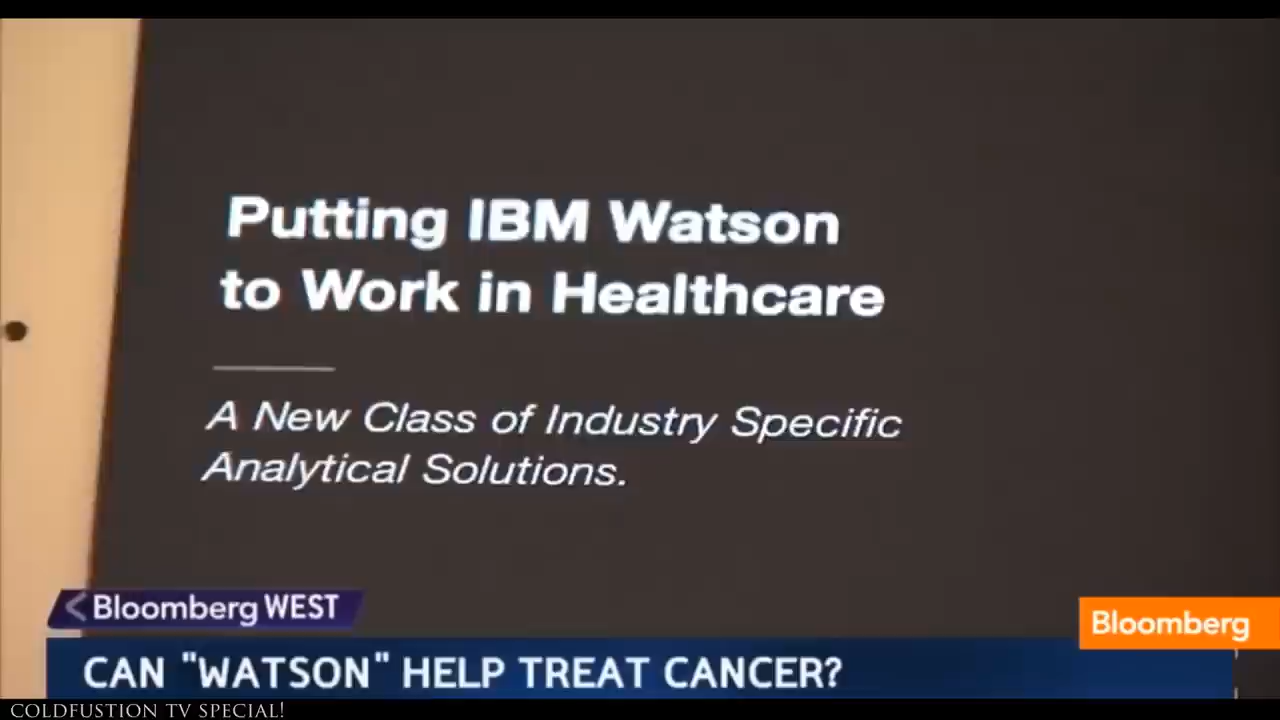 Putting IBM Watson
to Work in Healthcare
A New Class of Industry Specific
Analytical Solutions.
Bloomberg WEST
Bloomberg
CAN "WATSON" HELP TREAT CANCER?
COLDFUSTION TV SPECIAL!